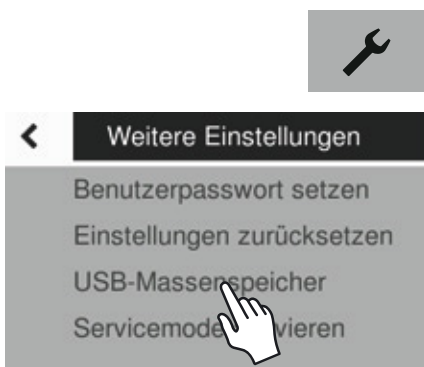 Weitere Einstellungen
Benutzerpasswort setzen
Einstellungen zurücksetzen
USB-Massenspeicher